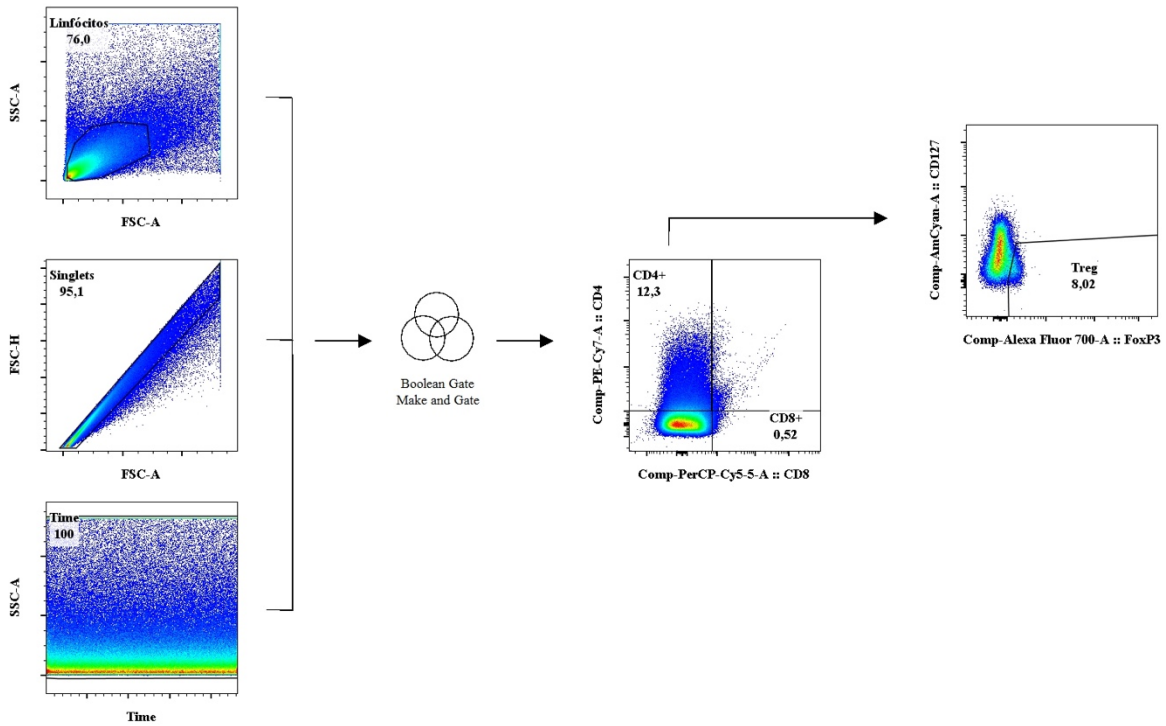 Linfócitos
76,0
SSC-A
FSC-A
Singlets
95,1
FSC-H
FSC-A
Time
100
SSC-A
Time
Boolean Gate
Make and Gate
CD4+
12,3
CD8+
0,52
Comp-PE-Cy7-A :: CD4
Comp-PerCP-Cy5-5-A :: CD8
Treg
8,02
Comp-AmCyan-A :: CD127
Comp-Alexa Fluor 700-A :: FoxP3